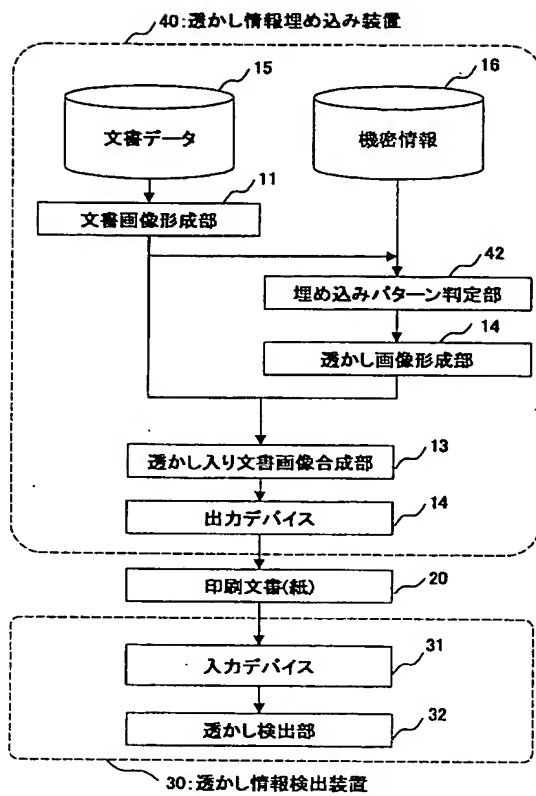 40:透かし情報埋め込み装置
15
16
文書データ
機密情報
11
文書画像形成部
42
埋め込みパターン判定部
14
透かし画像形成部
13
透かし入り文書画像合成部
14
出力デバイス
20
印刷文書(紙)
31
入力デバイス
32
透かし検出部
30:透かし情報検出装置